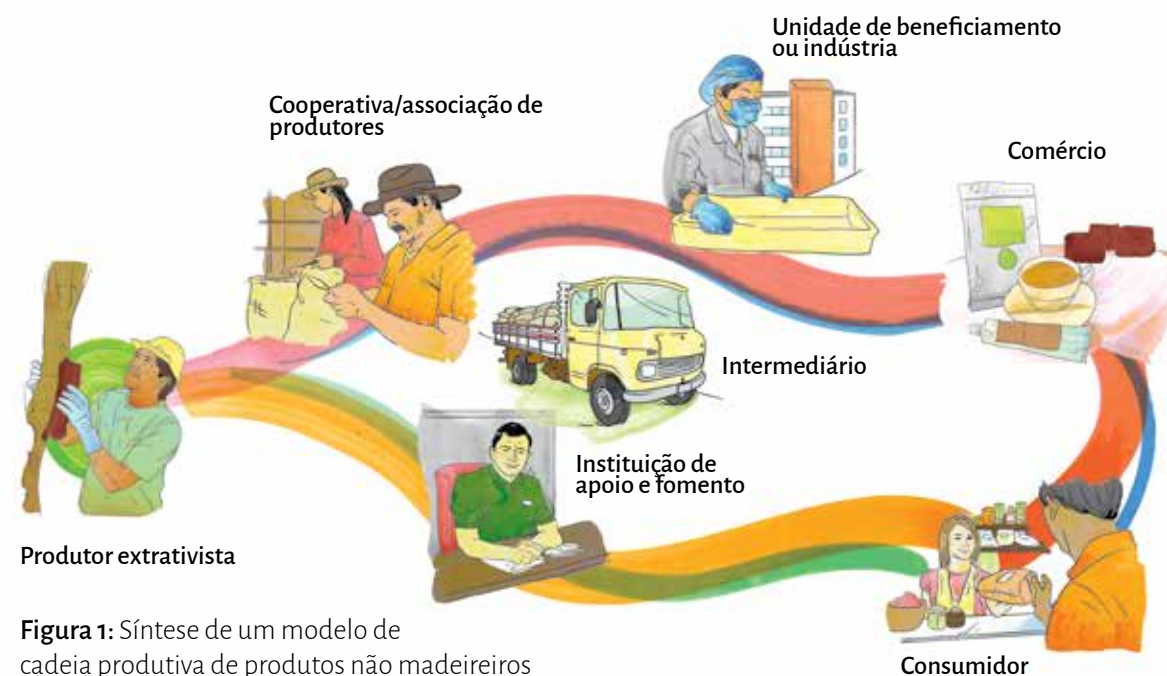 Unidade de beneficiamento
ou indústria
Cooperativa/associação de
produtores
Comércio
Intermediário
Instituição de
apoio e fomento
Produtor extrativista
Figura 1: Síntese de um modelo de
cadeia produtiva de produtos não madeireiros
Consumidor